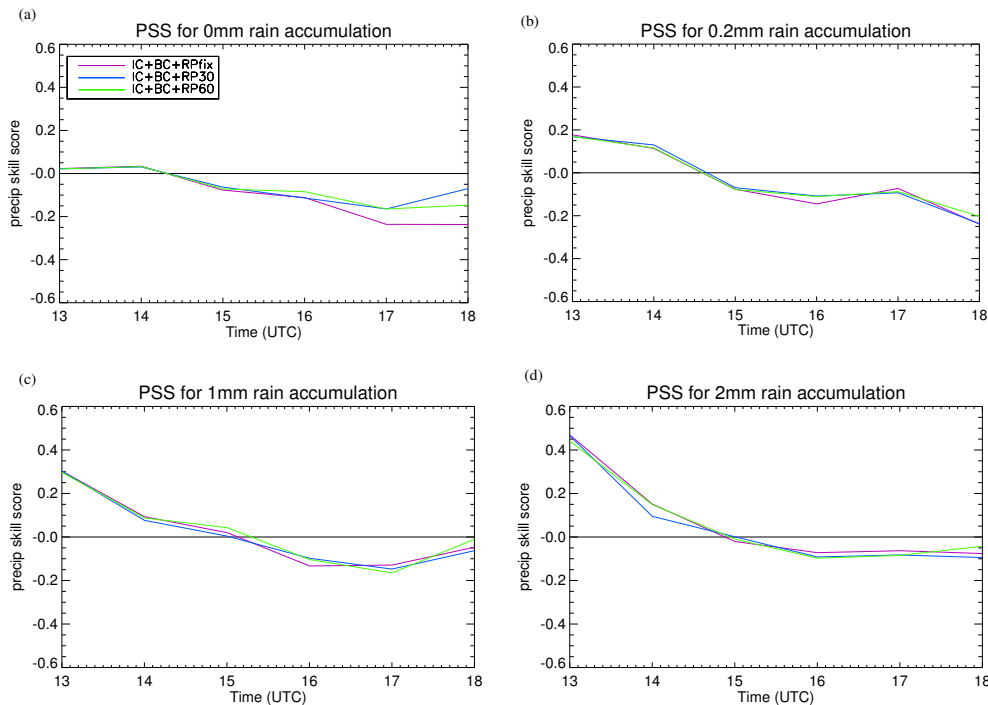 (a)
PSS for 0mm rain accumulation
0.6
0.4
0.2
-0.0
-0.2
-0.4
-0.6
precip skill score
IC+BC+RPfix
IC+BC+RP30
IC+BC+RP60
13 14 15 16 17 18
Time (UTC)
(b)
PSS for 0.2mm rain accumulation
0.6
0.4
0.2
-0.0
-0.2
-0.4
-0.6
precip skill score
13 14 15 16 17 18
Time (UTC)
(c)
PSS for 1mm rain accumulation
0.6
0.4
0.2
-0.0
-0.2
-0.4
-0.6
precip skill score
13 14 15 16 17 18
Time (UTC)
(d)
PSS for 2mm rain accumulation
0.6
0.4
0.2
-0.0
-0.2
-0.4
-0.6
precip skill score
13 14 15 16 17 18
Time (UTC)